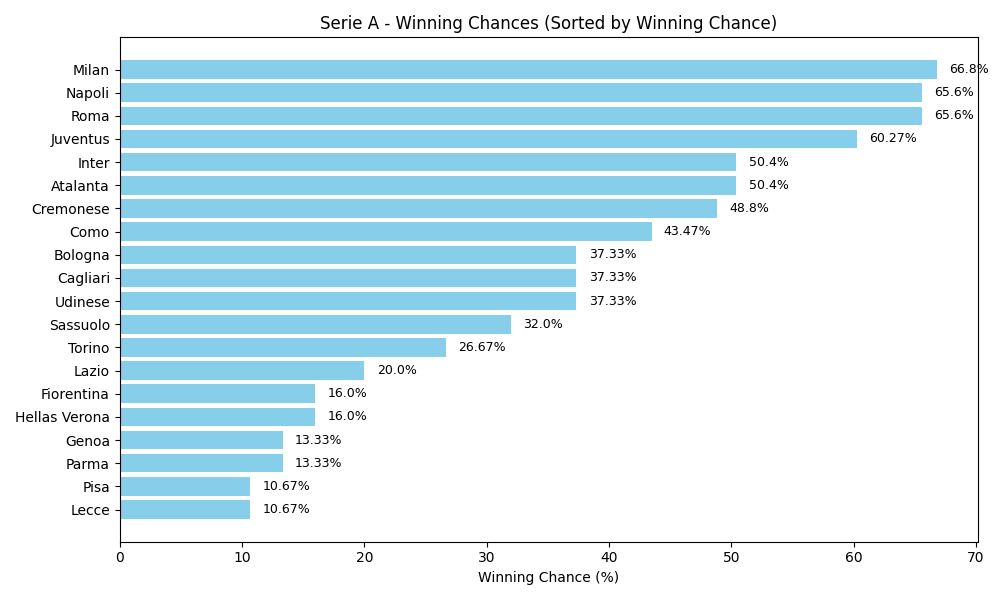 Serie A - Winning Chances (Sorted by Winning Chance)
Milan 66.8%
Napoli 65.6%
Roma 65.6%
Juventus 60.27%
Inter 50.4%
Atalanta 50.4%
Cremonese 48.8%
Como 43.47%
Bologna 37.33%
Cagliari 37.33%
Udinese 37.33%
Sassuolo 32.0%
Torino 26.67%
Lazio 20.0%
Fiorentina 16.0%
Hellas Verona 16.0%
Genoa 13.33%
Parma 13.33%
Pisa 10.67%
Lecce 10.67%
0 10 20 30 40 50 60 70
Winning Chance (%)